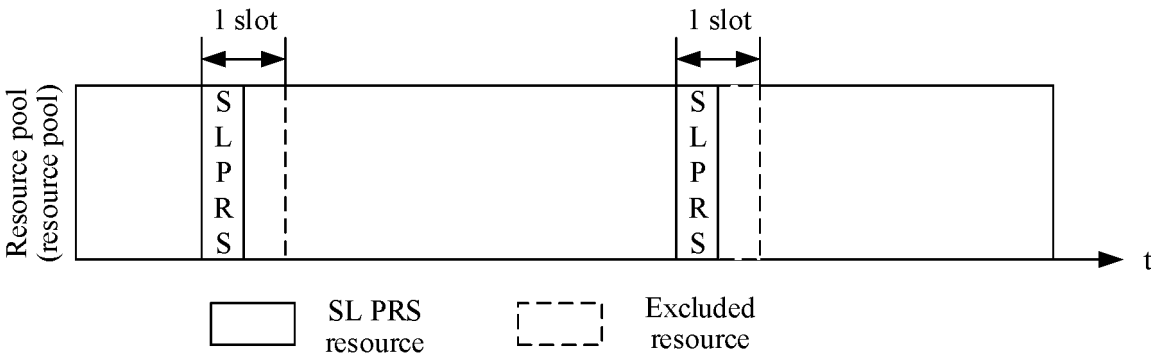 1 slot
1 slot
Resource pool
(resource pool)
S
L
P
R
S
S
L
P
R
S
t
SL PRS
resource
Excluded
resource